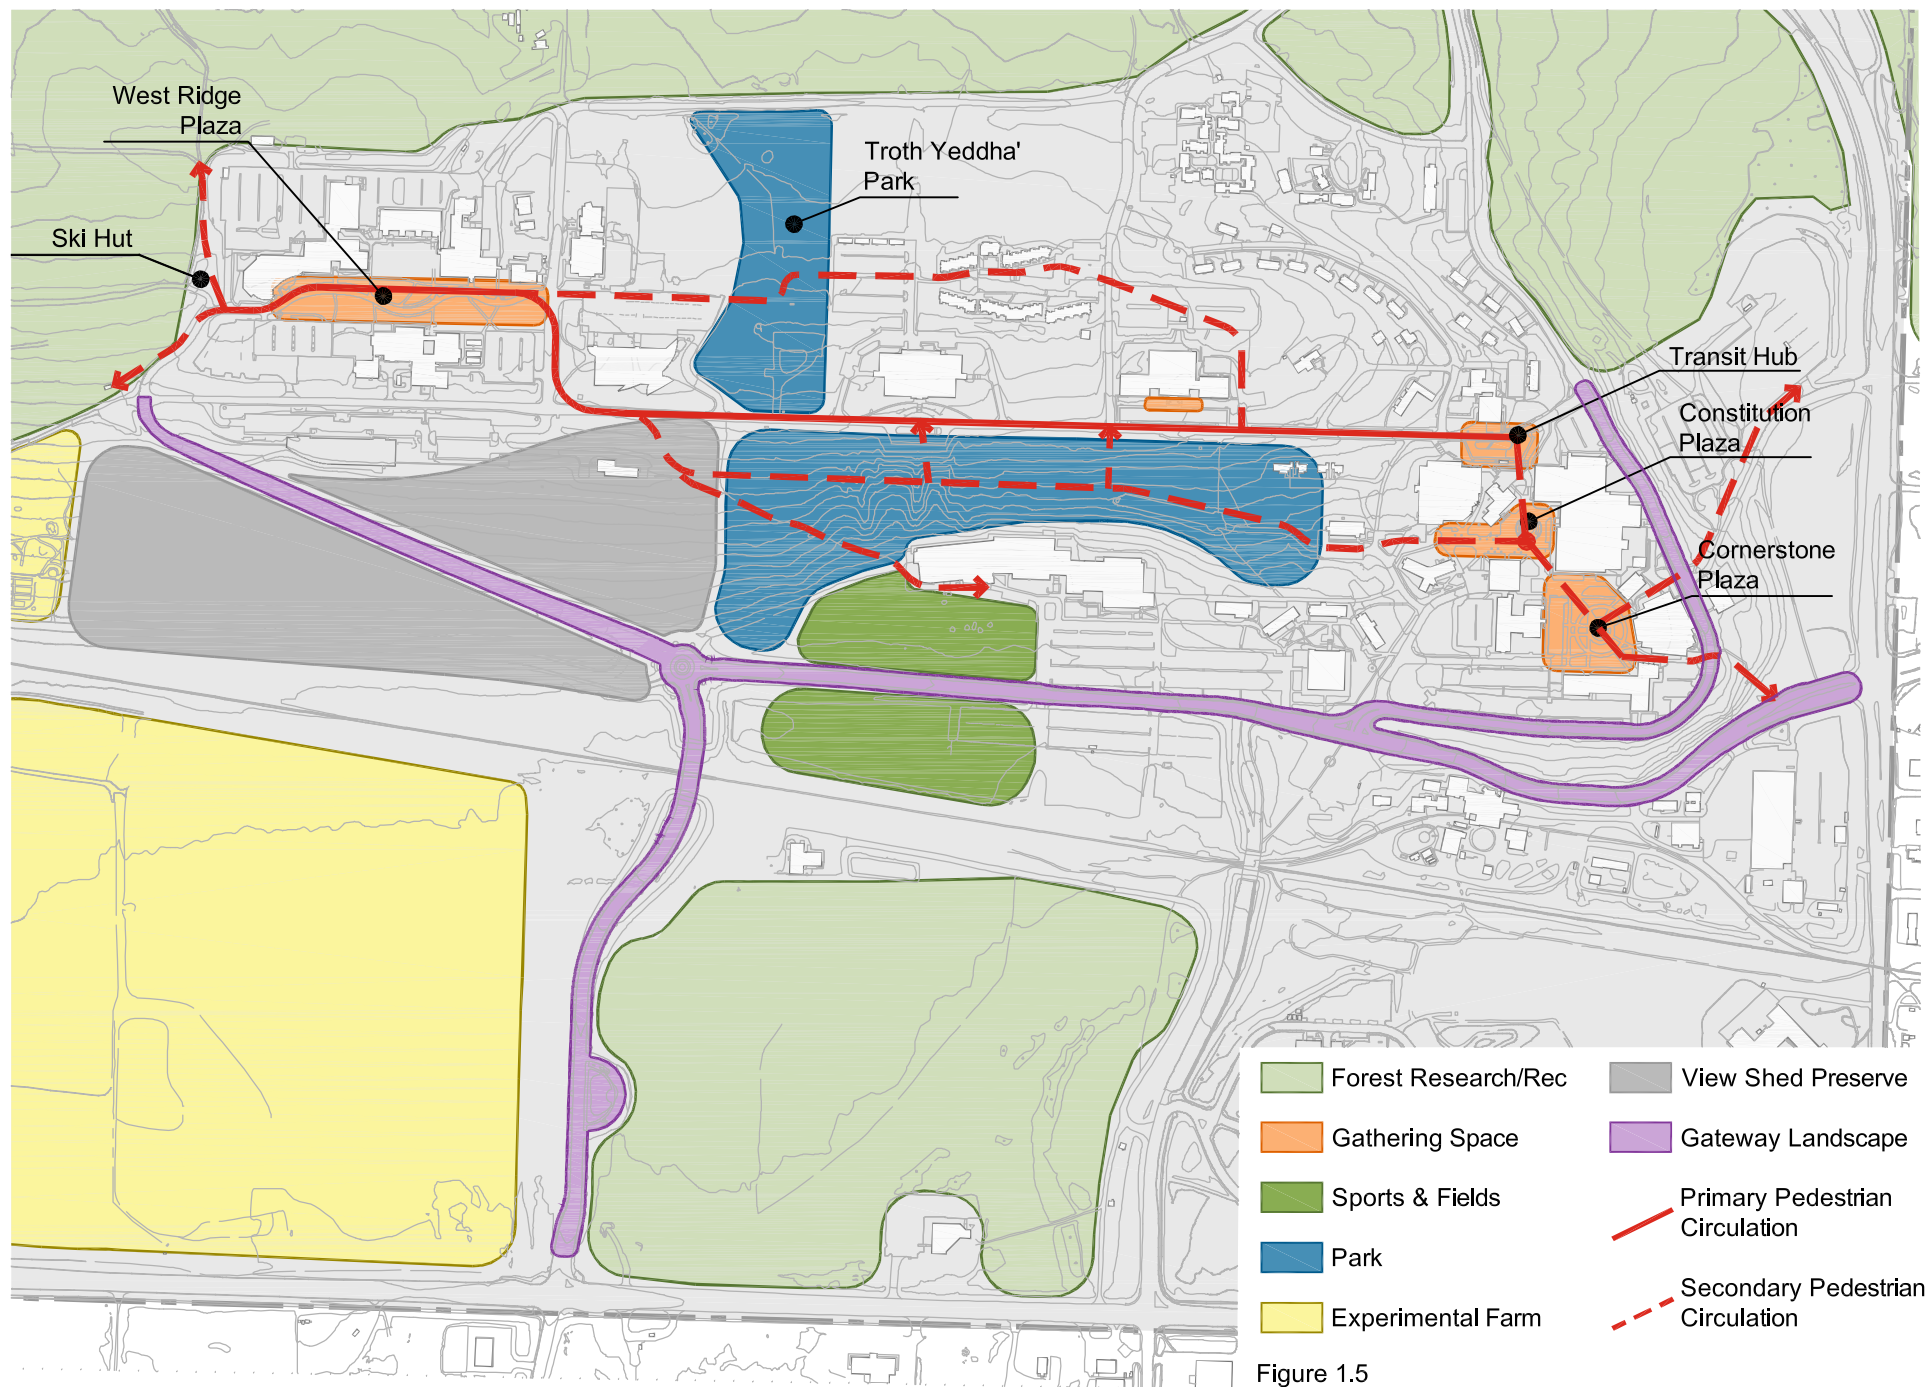 West Ridge
Plaza
Troth Yeddha'
Park
Ski Hut
Transit Hub
Constitution
Plaza
Cornerstone
Plaza
Forest Research/Rec
Gathering Space
Sports & Fields
Park
Experimental Farm
View Shed Preserve
Gateway Landscape
Primary Pedestrian
Circulation
Secondary Pedestrian
Circulation
Figure 1.5